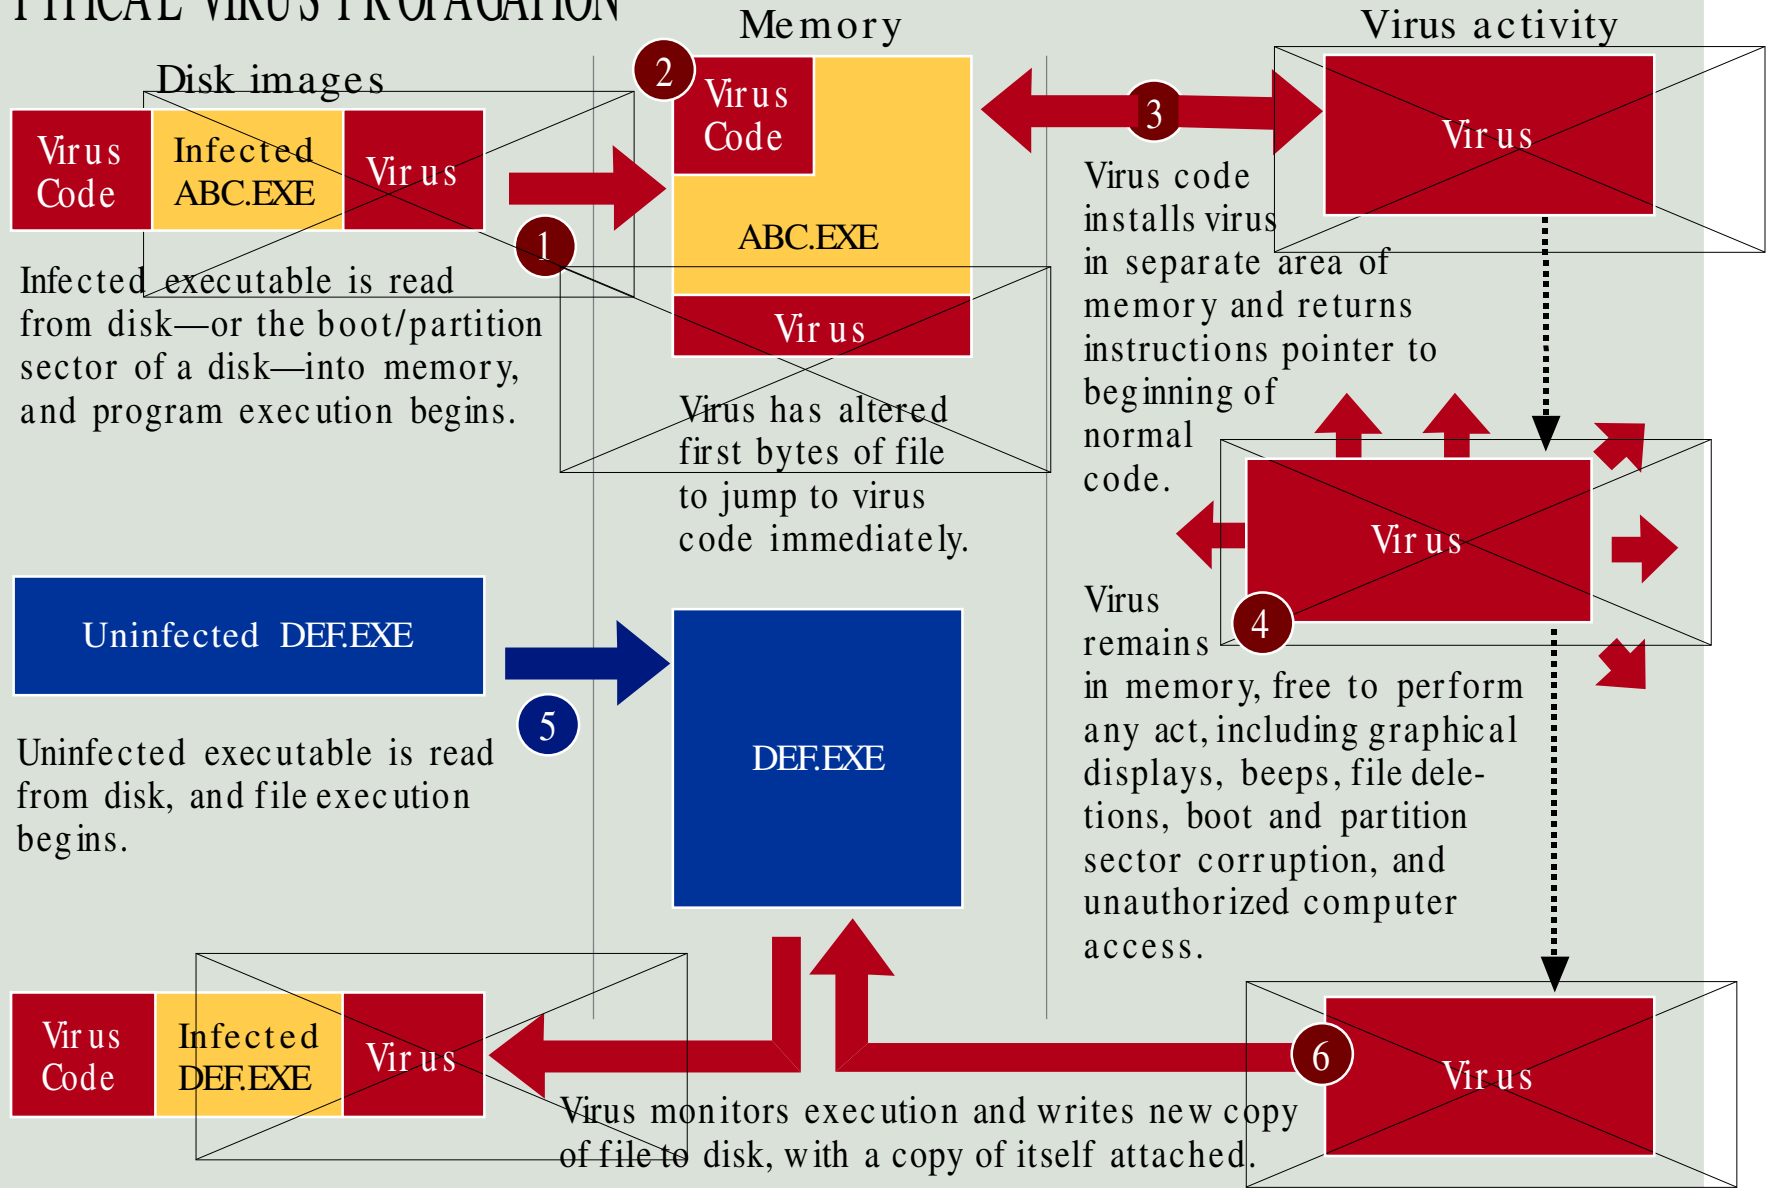 TYPICAL VIRUS PROPAGATION
Disk images
Memory
Virus activity
Virus
Code
Infected
ABC.EXE
Virus
1
Infected executable is read
from disk—or the boot/partition
sector of a disk—into memory,
and program execution begins.
2
Virus
Code
ABC.EXE
Virus
Virus has altered
first bytes of file
to jump to virus
code immediately.
3
Virus
Virus code
installs virus
in separate area of
memory and returns
instructions pointer to
beginning of
normal
code.
Virus
4
Virus
remains
in memory, free to perform
any act, including graphical
displays, beeps, file dele-
tions, boot and partition
sector corruption, and
unauthorized computer
access.
Uninfected DEF.EXE
5
Uninfected executable is read
from disk, and file execution
begins.
DEF.EXE
Virus
Code
Infected
DEF.EXE
Virus
6
Virus
Virus monitors execution and writes new copy
of file to disk, with a copy of itself attached.